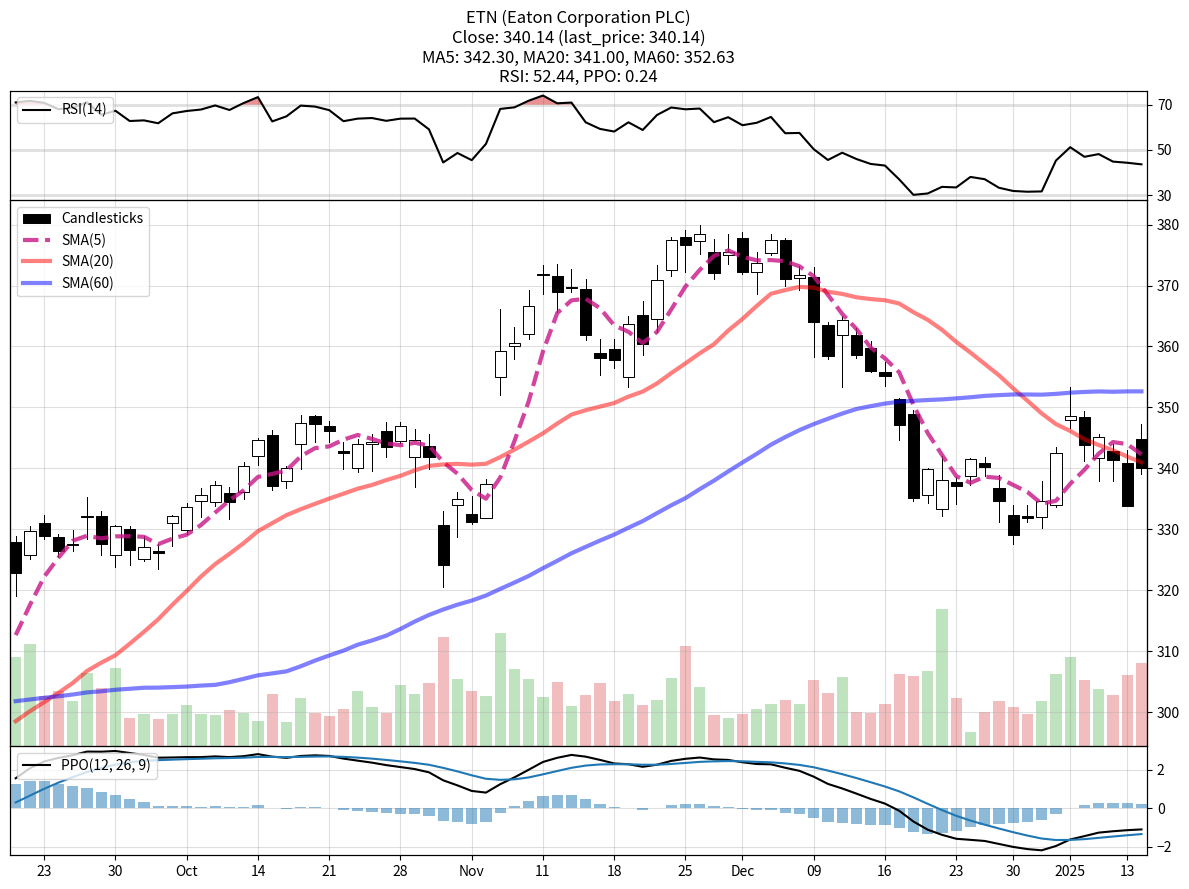 ETN (Eaton Corporation PLC)
Close: 340.14 (last_price: 340.14)
MA5: 342.30, MA20: 341.00, MA60: 352.63
RSI: 52.44, PPO: 0.24
RSI(14)
70
50
30
Candlesticks
SMA(5)
SMA(20)
SMA(60)
380
370
360
350
340
330
320
310
300
PPO(12, 26, 9)
2
0
−2
23
30
Oct
14
21
28
Nov
11
18
25
Dec
09
16
23
30
2025
13